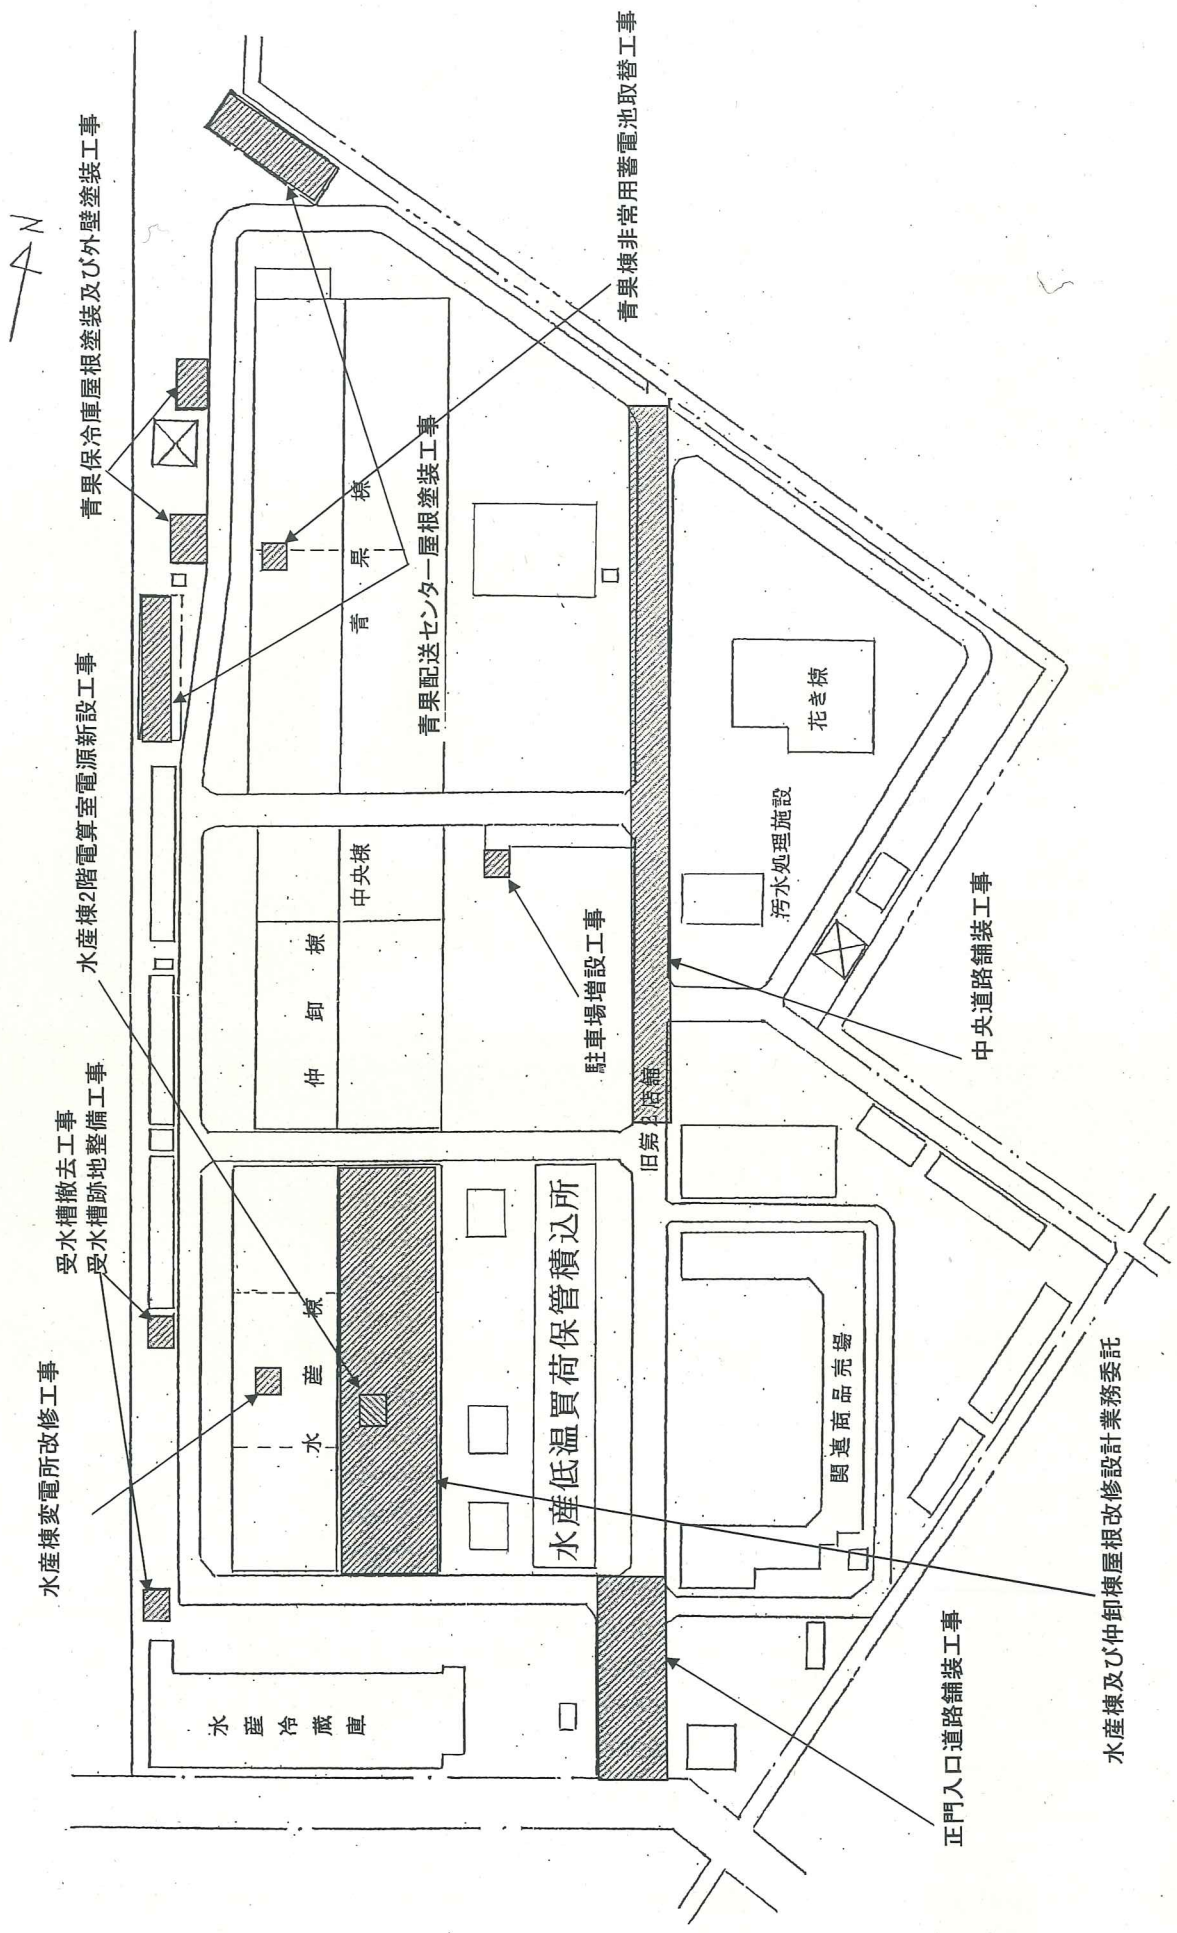 N
青果保冷庫屋根塗装及び外壁塗装工事
水産棟2階電算室電源新設工事
受水槽撤去工事
受水槽跡地整備工事
水産棟変電所改修工事
青果棟非常用蓄電池取替工事
青果配送センター屋根塗装工事
青果棟
中央棟
仲卸棟
水産棟
水産冷蔵庫
駐車場増設工事
水産低温買荷保管積込所
旧第2店舗
花き棟
汚水処理施設
中央道路舗装工事
関連商品売場
正門入口道路舗装工事
水産棟及び仲卸棟屋根改修設計業務委託